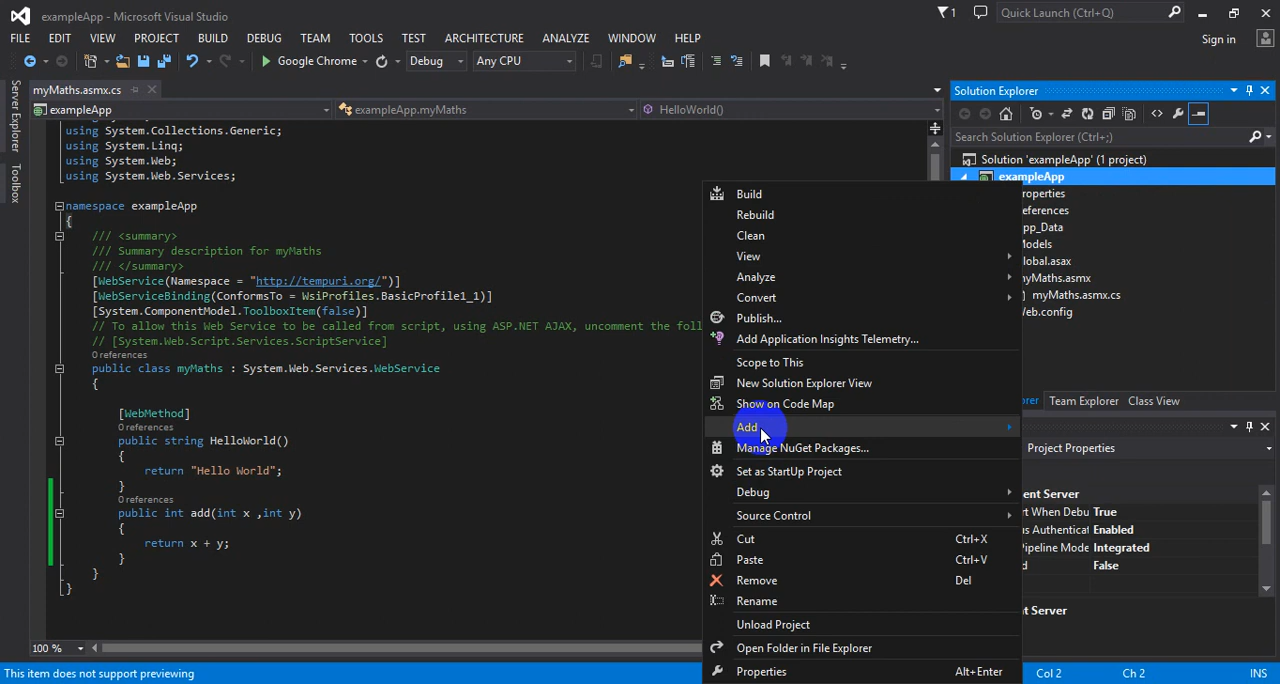 exampleApp - Microsoft Visual Studio
1
Quick Launch (Ctrl+Q)
FILE EDIT VIEW PROJECT BUILD DEBUG TEAM TOOLS TEST ARCHITECTURE ANALYZE WINDOW HELP
Sign in
Google Chrome Debug Any CPU
Server Explorer
Toolbox
myMaths.asmx.cs
exampleApp exampleApp.myMaths HelloWorld()
using System.Collections.Generic;
using System.Linq;
using System.Web;
using System.Web.Services;
namespace exampleApp
{
/// <summary>
/// Summary description for myMaths
/// </summary>
[WebService(Namespace = "http://tempuri.org/")]
[WebServiceBinding(ConformsTo = WsiProfiles.BasicProfile1_1)]
[System.ComponentModel.ToolboxItem(false)]
// To allow this Web Service to be called from script, using ASP.NET AJAX, uncomment the foll
// [System.Web.Script.Services.ScriptService]
0 references
public class myMaths : System.Web.Services.WebService
{
[WebMethod]
0 references
public string HelloWorld()
{
return "Hello World";
}
0 references
public int add(int x ,int y)
{
return x + y;
}
}
}
100 %
Build
Rebuild
Clean
View
Analyze
Convert
Publish...
Add Application Insights Telemetry...
Scope to This
New Solution Explorer View
Show on Code Map
Add
Manage NuGet Packages...
Set as StartUp Project
Debug
Source Control
Cut Ctrl+X
Paste Ctrl+V
Remove Del
Rename
Unload Project
Open Folder in File Explorer
Properties Alt+Enter
Solution Explorer
Search Solution Explorer (Ctrl+;)
Solution 'exampleApp' (1 project)
exampleApp
roperties
eferences
pp_Data
odels
obal.asax
yMaths.asmx
myMaths.asmx.cs
eb.config
rer Team Explorer Class View
Project Properties
ent Server
rt When Debu True
s Authenticat Enabled
Pipeline Mode Integrated
d False
ent Server
This item does not support previewing
Col 2 Ch 2 INS